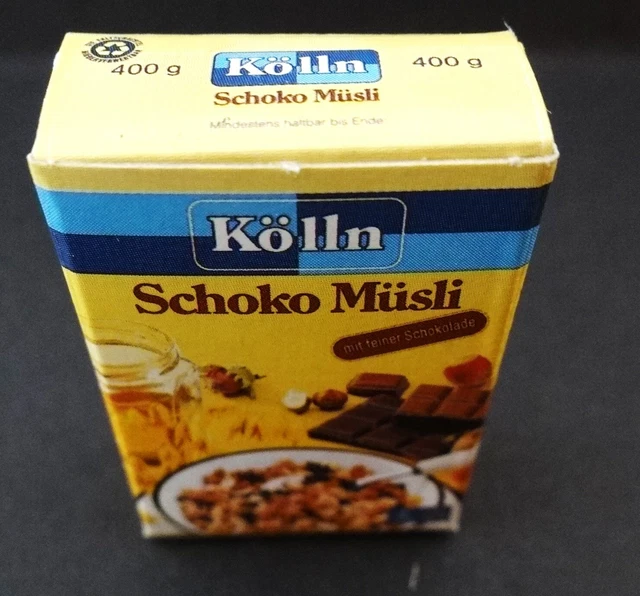 400 g
Kölln
400 g
Schoko Müsli
Mindestens haltbar bis Ende
Kölln
Schoko Müsli
mit feiner Schokolade